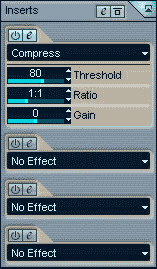 Inserts e
e
Compress
80 Threshold
1:1 Ratio
0 Gain
e
No Effect
e
No Effect
e
No Effect